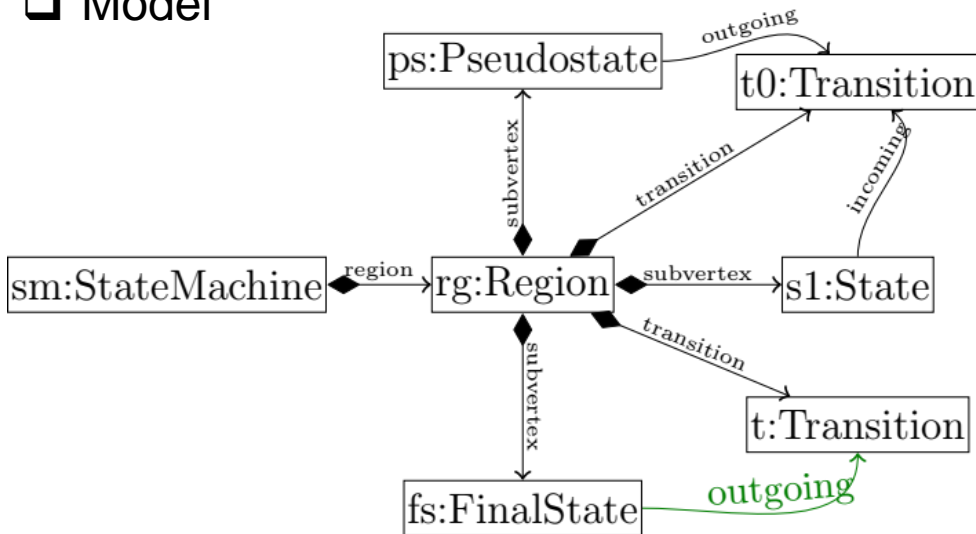 Model
ps:Pseudostate
outgoing
t0:Transition
subvertex
transition
incoming
sm:StateMachine
region
rg:Region
subvertex
s1:State
subvertex
transition
t:Transition
outgoing
fs:FinalState